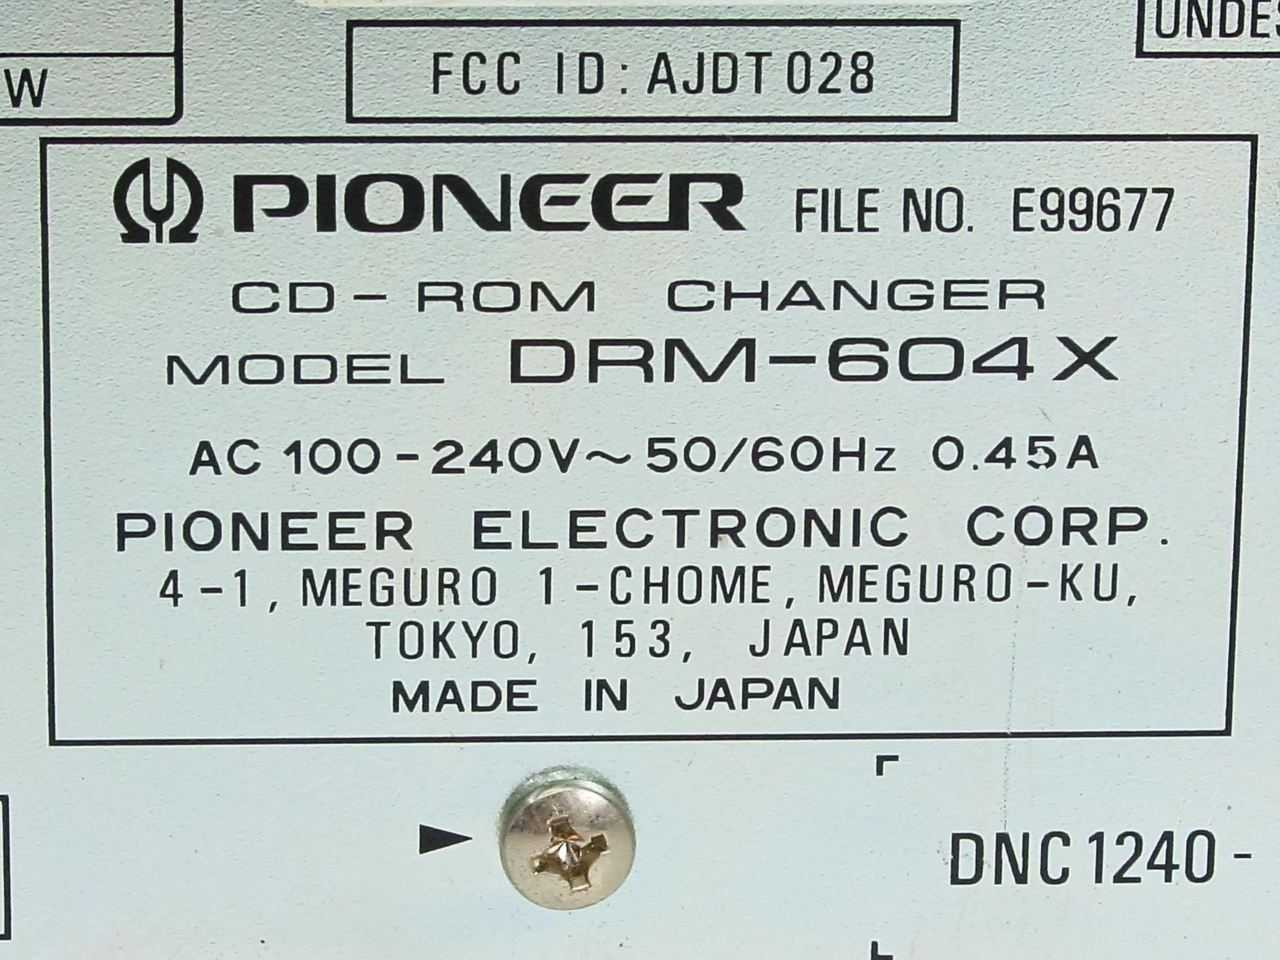 W
FCC ID: AJDT028
UNDES
PIONEER FILE NO. E99677
CD-ROM CHANGER
MODEL DRM-604X
AC 100-240V~50/60Hz 0.45A
PIONEER ELECTRONIC CORP.
4-1, MEGURO 1-CHOME, MEGURO-KU,
TOKYO, 153, JAPAN
MADE IN JAPAN
DNC1240-